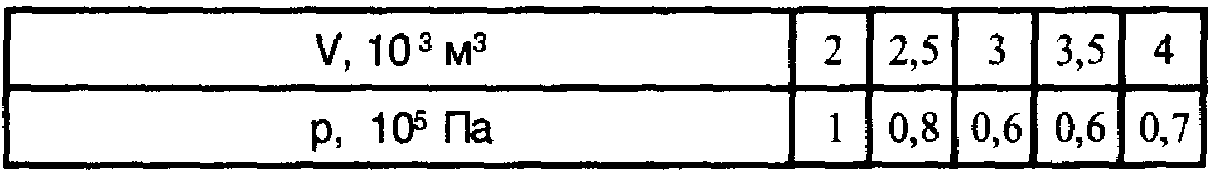 V, 10³ м³ 2 2,5 3 3,5 4
p, 10⁵ Па 1 0,8 0,6 0,6 0,7